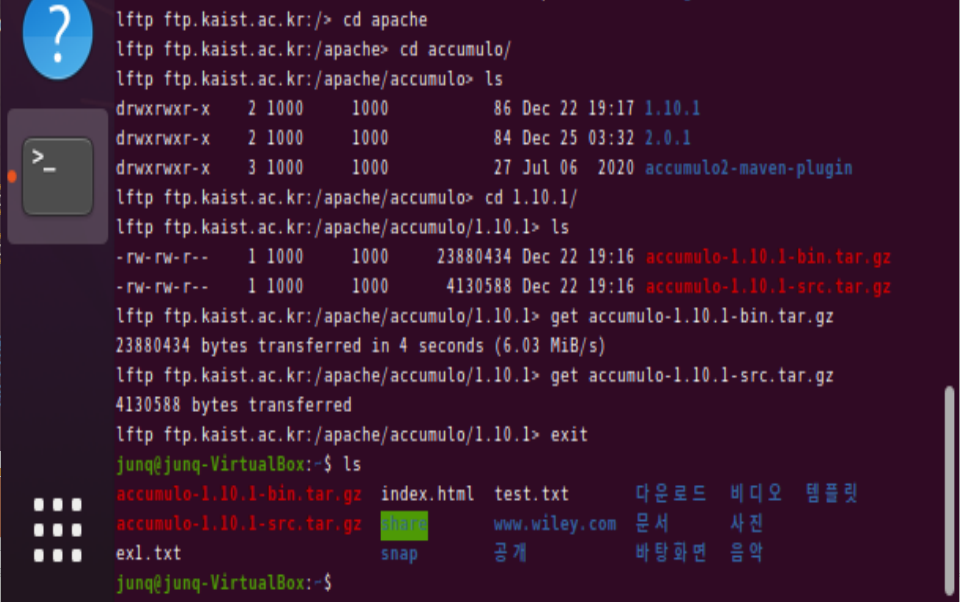 lftp ftp.kaist.ac.kr:/> cd apache
lftp ftp.kaist.ac.kr:/apache> cd accumulo/
lftp ftp.kaist.ac.kr:/apache/accumulo> ls
drwxrwxr-x    2 1000     1000           86 Dec 22 19:17 1.10.1
drwxrwxr-x    2 1000     1000           84 Dec 25 03:32 2.0.1
drwxrwxr-x    3 1000     1000           27 Jul 06  2020 accumulo2-maven-plugin
lftp ftp.kaist.ac.kr:/apache/accumulo> cd 1.10.1/
lftp ftp.kaist.ac.kr:/apache/accumulo/1.10.1> ls
-rw-rw-r--    1 1000     1000     23880434 Dec 22 19:16 accumulo-1.10.1-bin.tar.gz
-rw-rw-r--    1 1000     1000      4130588 Dec 22 19:16 accumulo-1.10.1-src.tar.gz
lftp ftp.kaist.ac.kr:/apache/accumulo/1.10.1> get accumulo-1.10.1-bin.tar.gz
23880434 bytes transferred in 4 seconds (6.03 MiB/s)
lftp ftp.kaist.ac.kr:/apache/accumulo/1.10.1> get accumulo-1.10.1-src.tar.gz
4130588 bytes transferred
lftp ftp.kaist.ac.kr:/apache/accumulo/1.10.1> exit
junq@junq-VirtualBox:~$ ls
accumulo-1.10.1-bin.tar.gz  index.html  test.txt       다운로드  비디오  템플릿
accumulo-1.10.1-src.tar.gz  share       www.wiley.com  문서      사진
ex1.txt                     snap        공개           바탕화면  음악
junq@junq-VirtualBox:~$